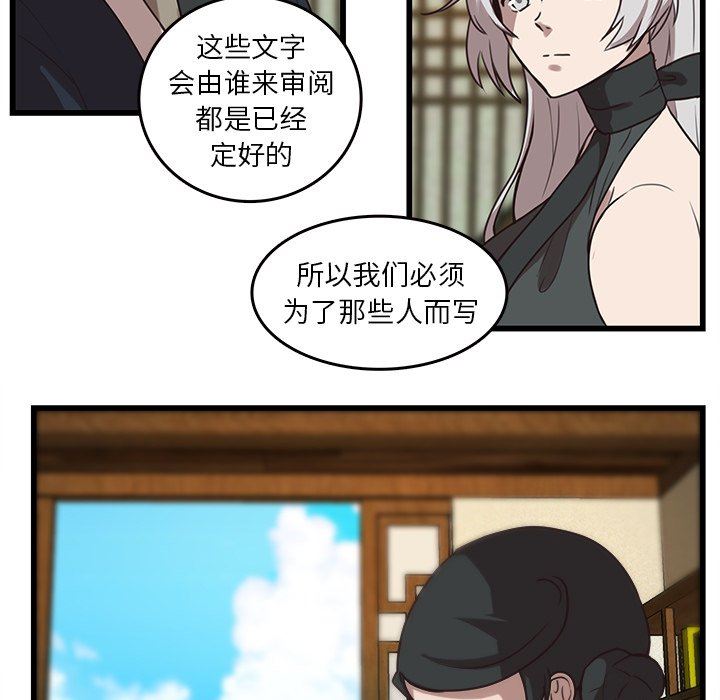 这些文字
会由谁来审阅
都是已经
定好的
所以我们必须
为了那些人而写